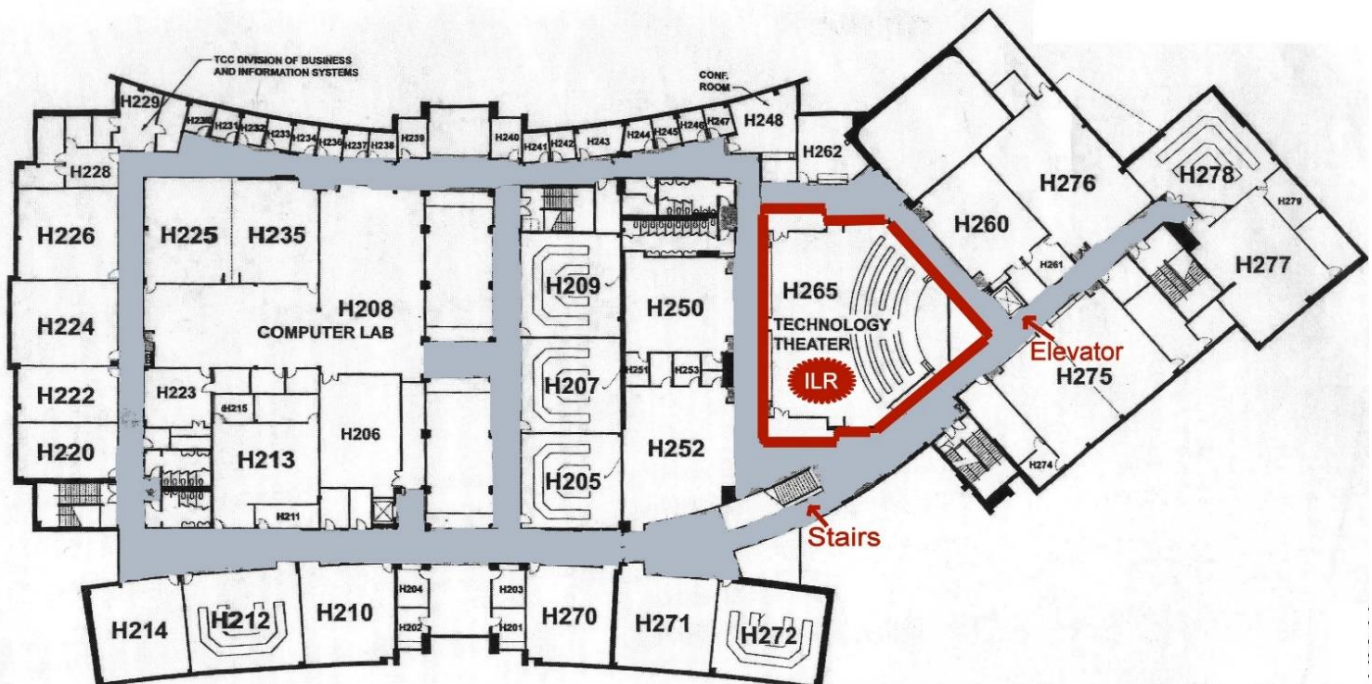 TCC DIVISION OF BUSINESS
AND INFORMATION SYSTEMS
CONF.
ROOM
H229
H230
H231
H232
H233
H234
H236
H237
H238
H239
H240
H241
H242
H243
H244
H245
H246
H247
H248
H262
H228
H226
H225
H235
H276
H278
H279
H260
H261
H277
H224
H208
COMPUTER LAB
H209
H250
H265
TECHNOLOGY
THEATER
ILR
Elevator
H275
H207
H251
H253
H222
H223
H215
H206
H220
H213
H205
H252
H211
H274
Stairs
H214
H212
H210
H204
H202
H203
H201
H270
H271
H272